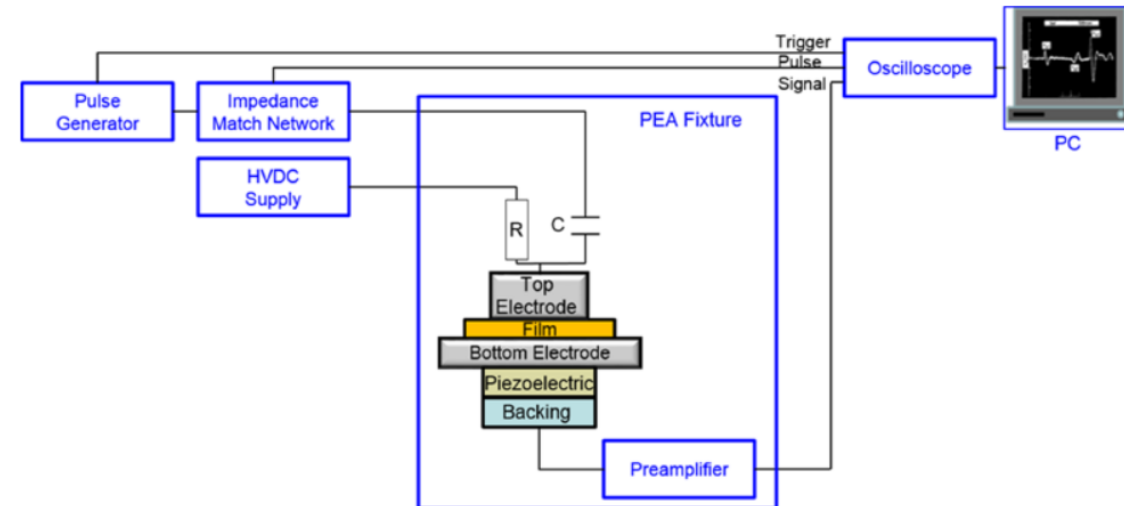 Trigger
Pulse
Signal
Oscilloscope
PC
Pulse
Generator
Impedance
Match Network
HVDC
Supply
PEA Fixture
R
C
Top
Electrode
Film
Bottom Electrode
Piezoelectric
Backing
Preamplifier